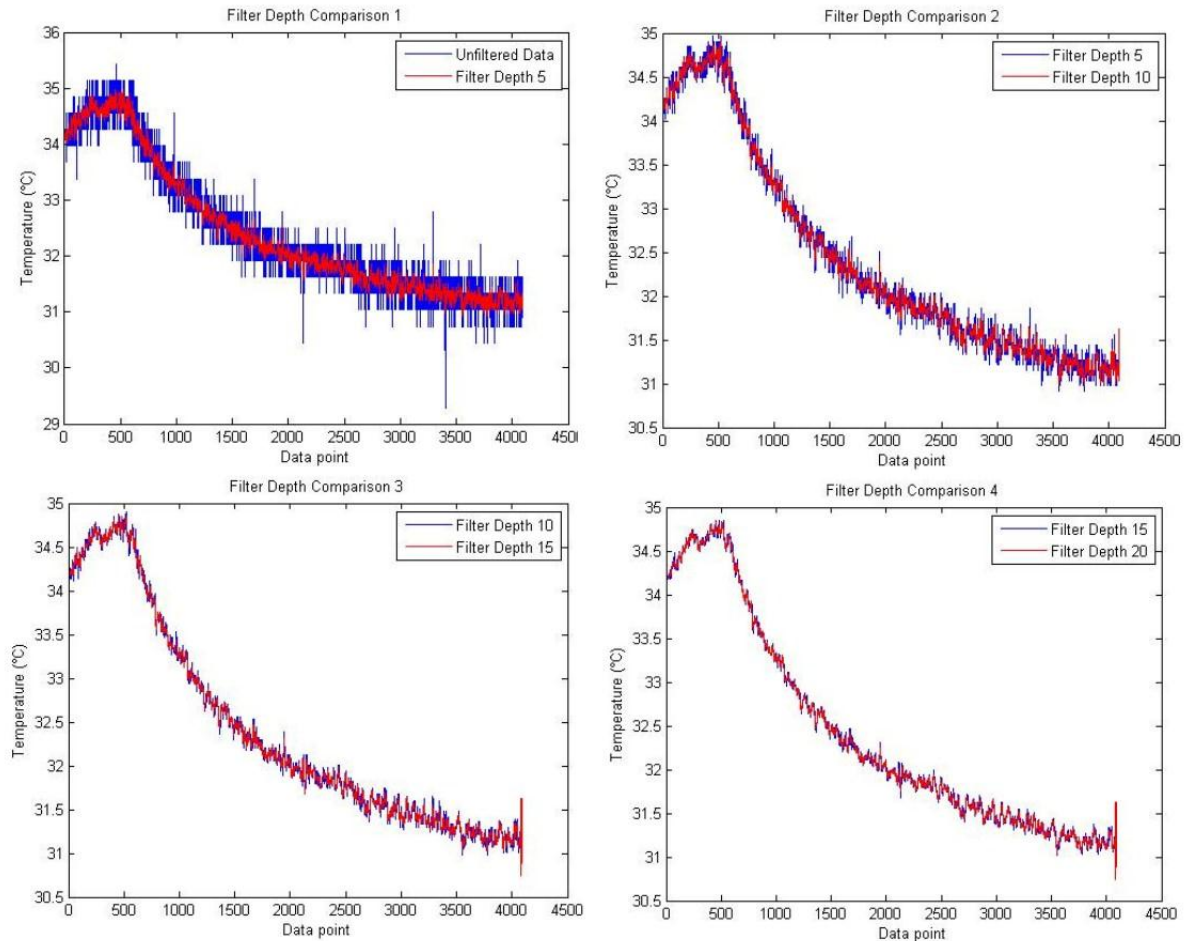 Filter Depth Comparison 1
36
35
34
33
32
31
30
29
Temperature (°C)
0 500 1000 1500 2000 2500 3000 3500 4000 450
Data point
Unfiltered Data
Filter Depth 5
Filter Depth Comparison 2
35
34.5
34
33.5
33
32.5
32
31.5
31
30.5
Temperature (°C)
0 500 1000 1500 2000 2500 3000 3500 4000 4500
Data point
Filter Depth 5
Filter Depth 10
Filter Depth Comparison 3
35
34.5
34
33.5
33
32.5
32
31.5
31
30.5
Temperature (°C)
0 500 1000 1500 2000 2500 3000 3500 4000 4500
Data point
Filter Depth 10
Filter Depth 15
Filter Depth Comparison 4
35
34.5
34
33.5
33
32.5
32
31.5
31
30.5
Temperature (°C)
0 500 1000 1500 2000 2500 3000 3500 4000 4500
Data point
Filter Depth 15
Filter Depth 20